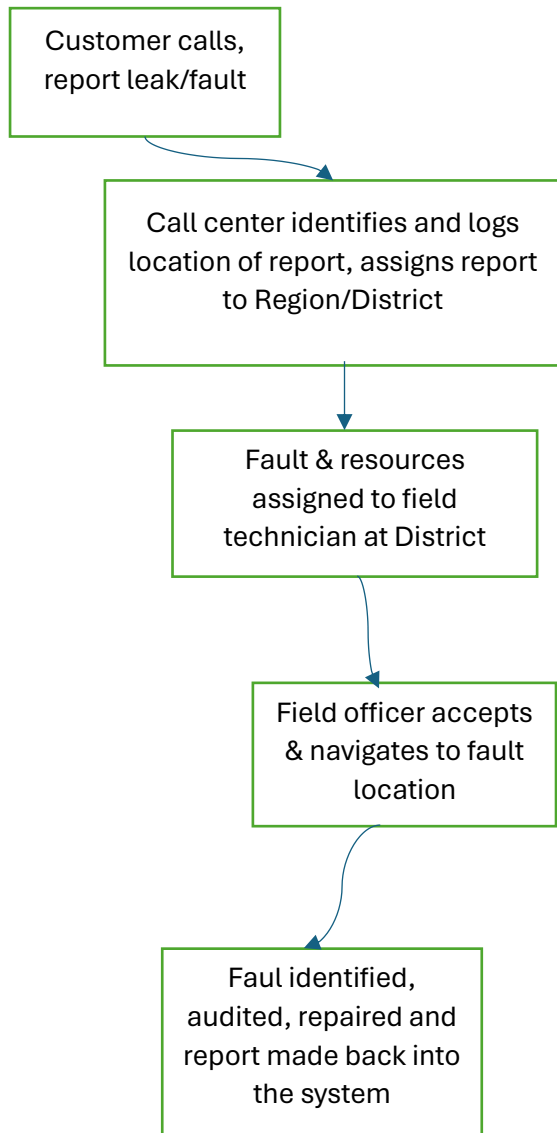 Customer calls,
report leak/fault
Call center identifies and logs
location of report, assigns report
to Region/District
Fault & resources
assigned to field
technician at District
Field officer accepts
& navigates to fault
location
Faul identified,
audited, repaired and
report made back into
the system